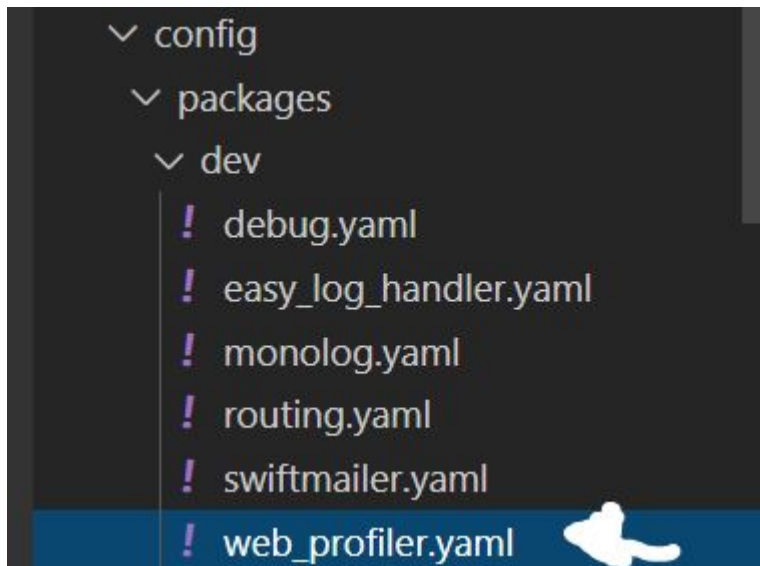 config
packages
dev
! debug.yaml
! easy_log_handler.yaml
! monolog.yaml
! routing.yaml
! swiftmailer.yaml
! web_profiler.yaml